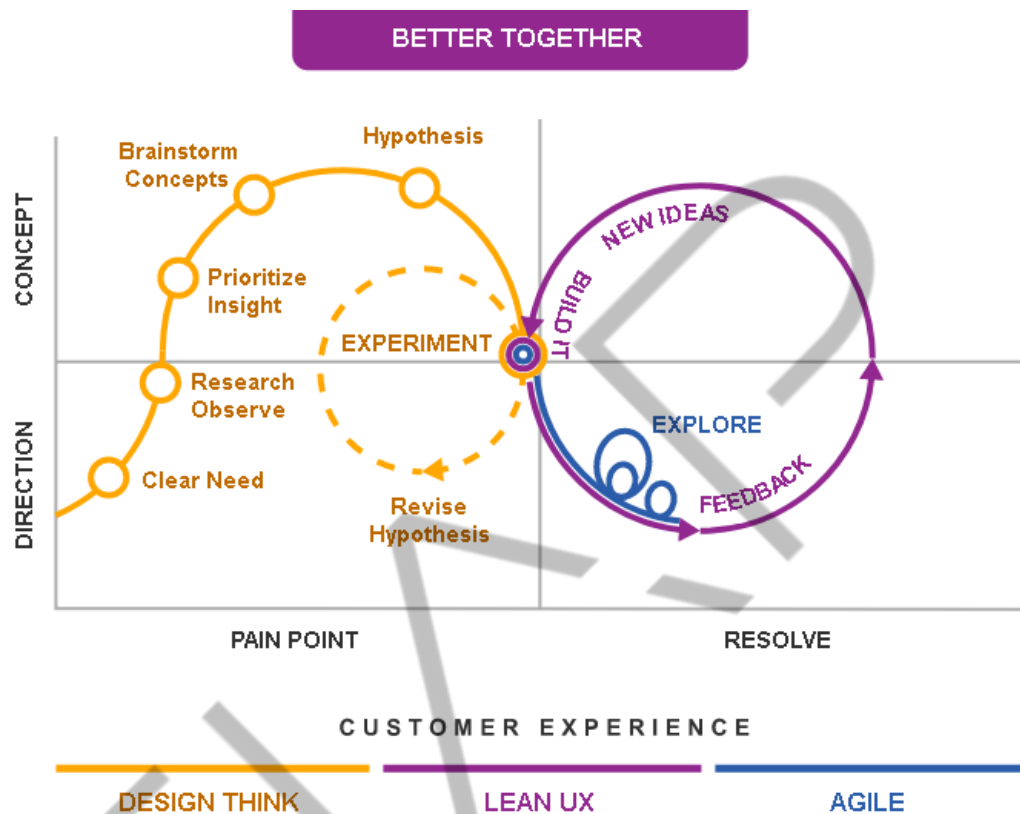 BETTER TOGETHER
Hypothesis
Brainstorm
Concepts
NEW IDEAS
CONCEPT
Prioritize
Insight
BUILD IT
EXPERIMENT
Research
Observe
EXPLORE
DIRECTION
Clear Need
FEEDBACK
Revise
Hypothesis
PAIN POINT
RESOLVE
CUSTOMER EXPERIENCE
DESIGN THINK
LEAN UX
AGILE